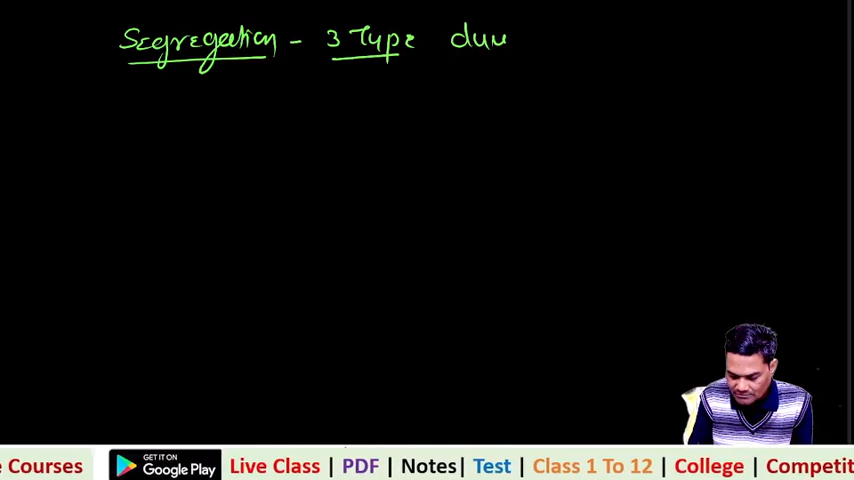 Segregation - 3 Type
e Courses
GET IT ON
Google Play
Live Class | PDF | Notes| Test | Class 1 To 12 | College | Competit